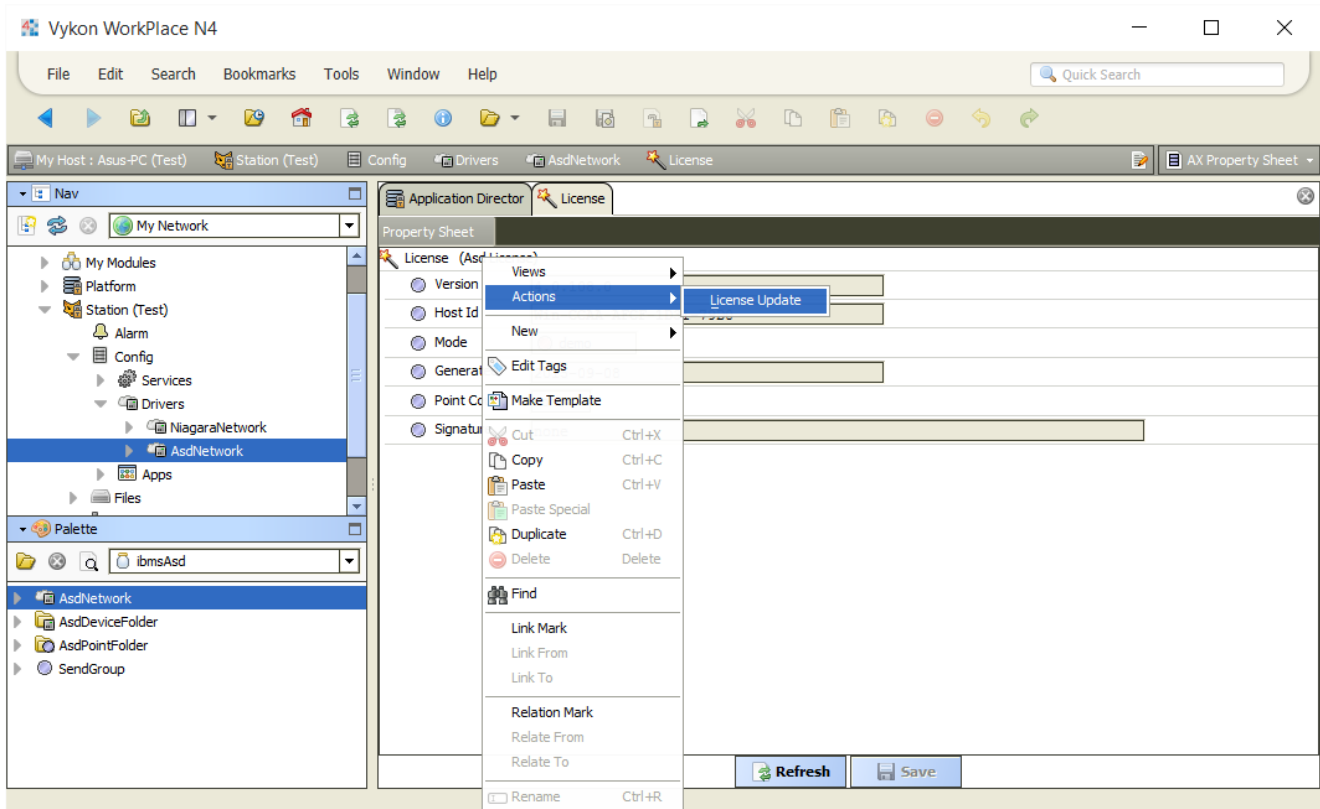 Vykon WorkPlace N4
File Edit Search Bookmarks Tools Window Help
Quick Search
My Host : Asus-PC (Test) Station (Test) Config Drivers AsdNetwork License
AX Property Sheet
Nav
My Network
My Modules
Platform
Station (Test)
Alarm
Config
Services
Drivers
NiagaraNetwork
AsdNetwork
Apps
Files
Palette
ibmsAsd
AsdNetwork
AsdDeviceFolder
AsdPointFolder
SendGroup
Application Director License
Property Sheet
License (Asd License)
Version
Host Id
Mode
Generat
Point Co
Signatu
Views
Actions
License Update
New
Edit Tags
Make Template
Cut Ctrl+X
Copy Ctrl+C
Paste Ctrl+V
Paste Special
Duplicate Ctrl+D
Delete Delete
Find
Link Mark
Link From
Link To
Relation Mark
Relate From
Relate To
Rename Ctrl+R
Refresh Save